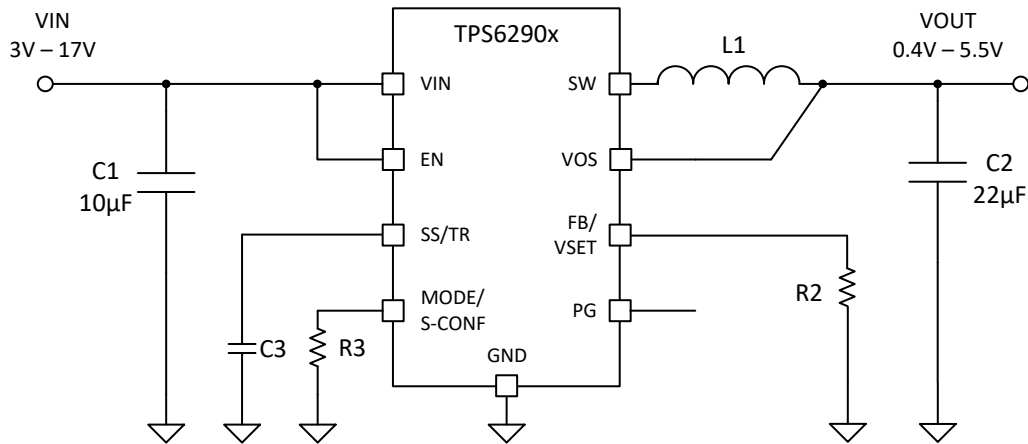 VIN
3V – 17V
TPS6290x
L1
VOUT
0.4V – 5.5V
VIN
SW
EN
VOS
C1
10µF
C2
22µF
SS/TR
FB/
VSET
MODE/
S-CONF
PG
R2
C3
R3
GND